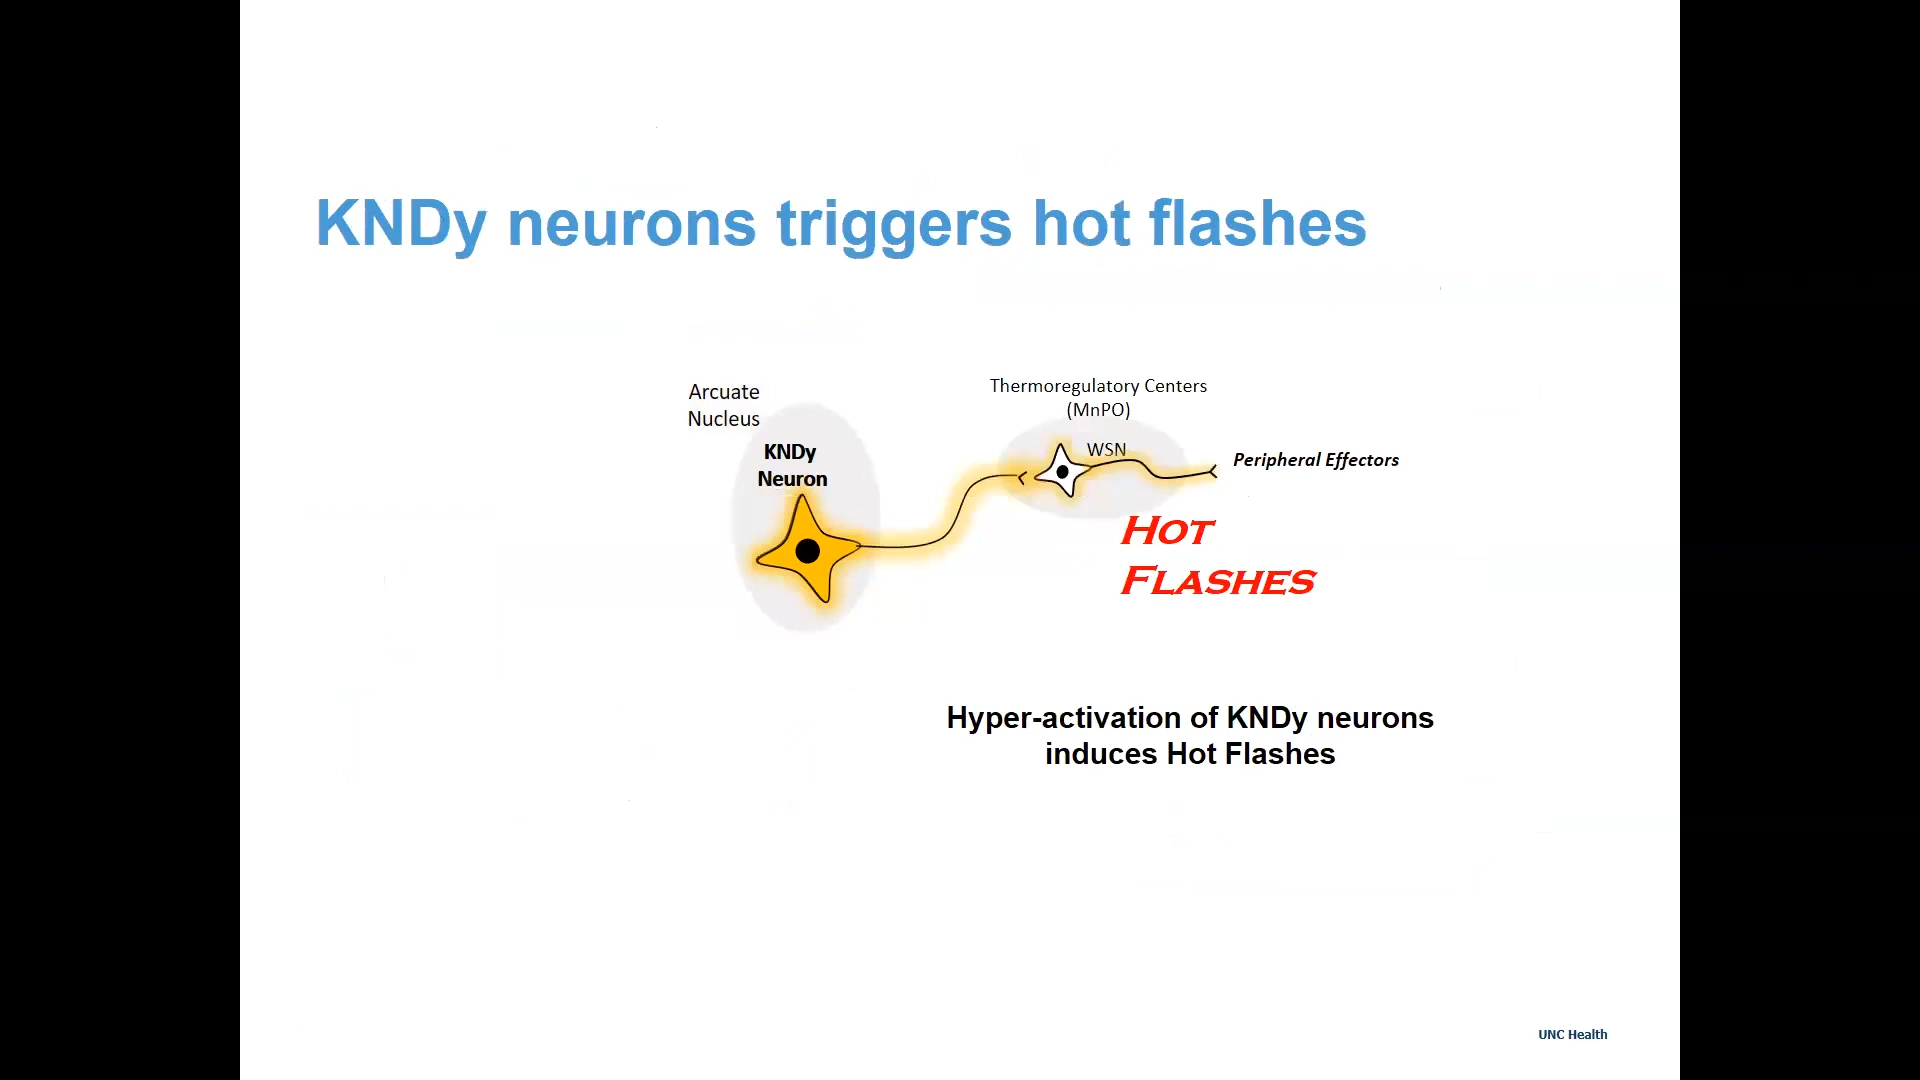 KNDy neurons triggers hot flashes
Arcuate
Nucleus
KNDy
Neuron
Thermoregulatory Centers
(MnPO)
WSN
Peripheral Effectors
HOT
FLASHES
Hyper-activation of KNDy neurons
induces Hot Flashes
UNC Health